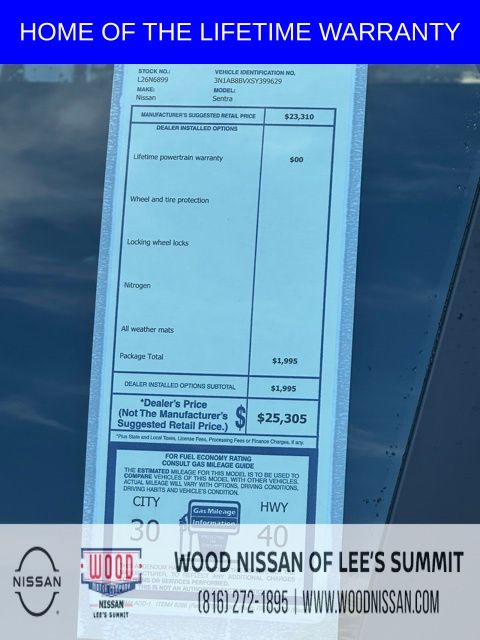 HOME OF THE LIFETIME WARRANTY
STOCK NO.: VEHICLE IDENTIFICATION NO.
L26N6899 3N1AB8BVXSY399629
MAKE: MODEL:
Nissan Sentra
MANUFACTURER'S SUGGESTED RETAIL PRICE $23,310
DEALER INSTALLED OPTIONS
Lifetime powertrain warranty $00
Wheel and tire protection
Locking wheel locks
Nitrogen
All weather mats
Package Total $1,995
DEALER INSTALLED OPTIONS SUBTOTAL $1,995
*Dealer's Price
(Not The Manufacturer's
Suggested Retail Price.) $ $25,305
*Plus State and Local Taxes, License Fees, Processing Fees or Finance Charges, if any.
FOR FUEL ECONOMY RATING
CONSULT GAS MILEAGE GUIDE
THE ESTIMATED MILEAGE FOR THIS MODEL IS TO BE USED TO
COMPARE VEHICLES OF THIS MODEL WITH OTHER VEHICLES.
ACTUAL MILEAGE WILL VARY WITH OPTIONS, DRIVING CONDITIONS,
DRIVING HABITS AND VEHICLE'S CONDITION.
CITY Gas Mileage HWY
30 Information 40
TO REFLECT ANY ADDITIONAL CHARGES
NISSAN
WOOD
NISSAN
LEE'S SUMMIT
WOOD NISSAN OF LEE'S SUMMIT
(816) 272-1895 | WWW.WOODNISSAN.COM